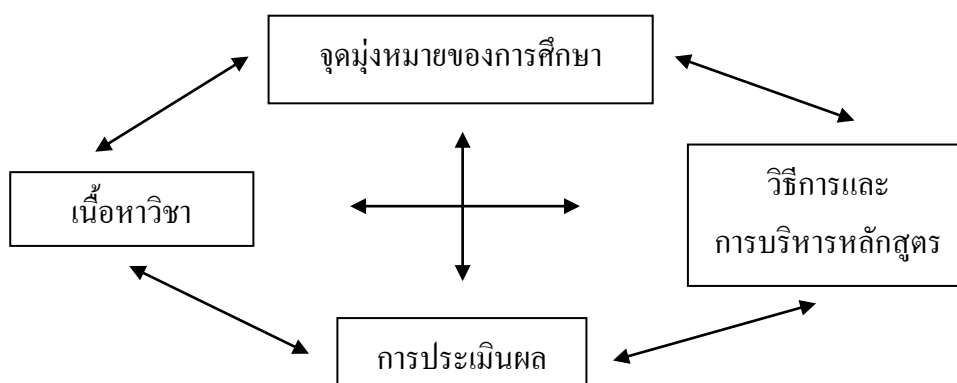 จุดมุ่งหมายของการศึกษา
เนื้อหาวิชา
วิธีการและ
การบริหารหลักสูตร
การประเมินผล